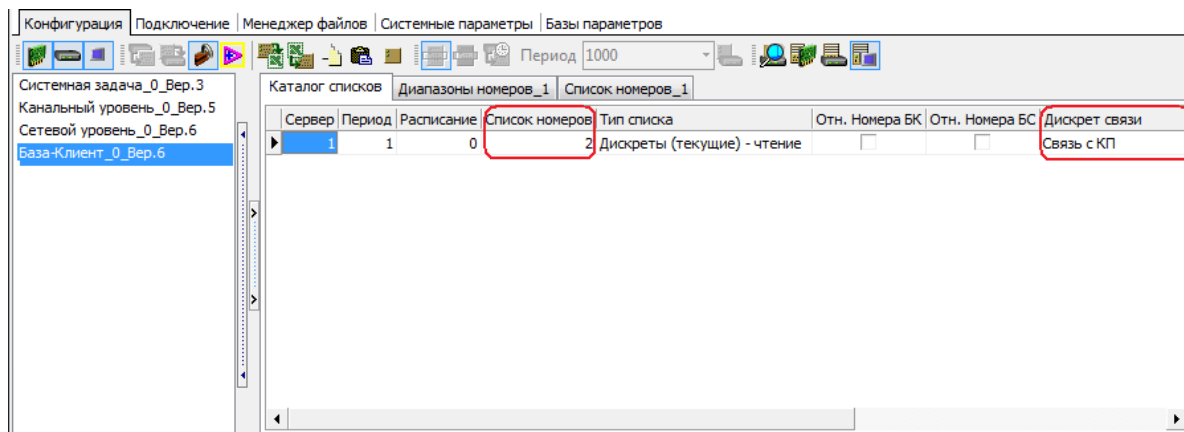 Конфигурация Подключение Менеджер файлов Системные параметры Базы параметров
Период 1000
Системная задача_0_Вер.3
Канальный уровень_0_Вер.5
Сетевой уровень_0_Вер.6
База-Клиент_0_Вер.6
Каталог списков Диапазоны номеров_1 Список номеров_1
Сервер Период Расписание Список номеров Тип списка Отн. Номера БК Отн. Номера БС Дискрет связи
1 1 0 2 Дискреты (текущие) - чтение Связь с КП